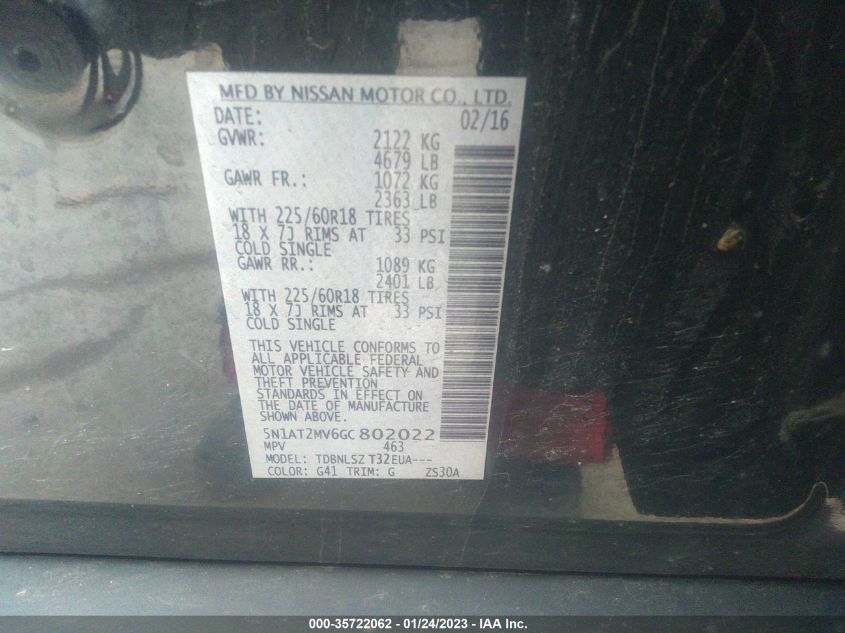 MFD BY NISSAN MOTOR CO., LTD.
DATE: 02/16
GVWR: 2122 KG
4679 LB
GAWR FR.: 1072 KG
2363 LB
WITH 225/60R18 TIRES
18 X 7J RIMS AT 33 PSI
COLD SINGLE
GAWR RR.: 1089 KG
2401 LB
WITH 225/60R18 TIRES
18 X 7J RIMS AT 33 PSI
COLD SINGLE
THIS VEHICLE CONFORMS TO
ALL APPLICABLE FEDERAL
MOTOR VEHICLE SAFETY AND
THEFT PREVENTION
STANDARDS IN EFFECT ON
THE DATE OF MANUFACTURE
SHOWN ABOVE.
5N1AT2MV6GC802022
MPV 463
MODEL: TDBNLSZ T32EUA---
COLOR: G41 TRIM: G ZS30A
000-35722062 - 01/24/2023 - IAA Inc.